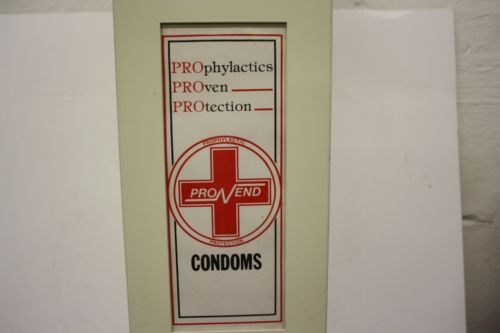 PROphylactics
PROven
PROtection
PROPHYLACTIC
PROVEND
PROTECTION
CONDOMS